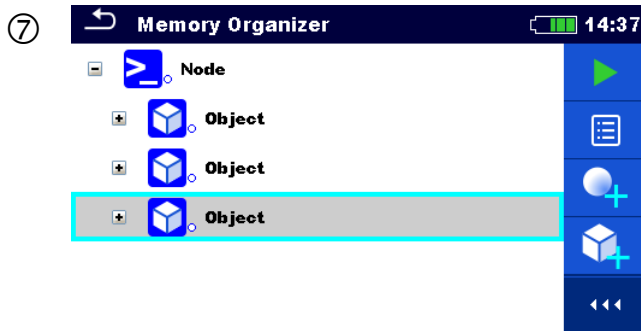 ⑦
Memory Organizer 14:37
Node
Object
Object
Object